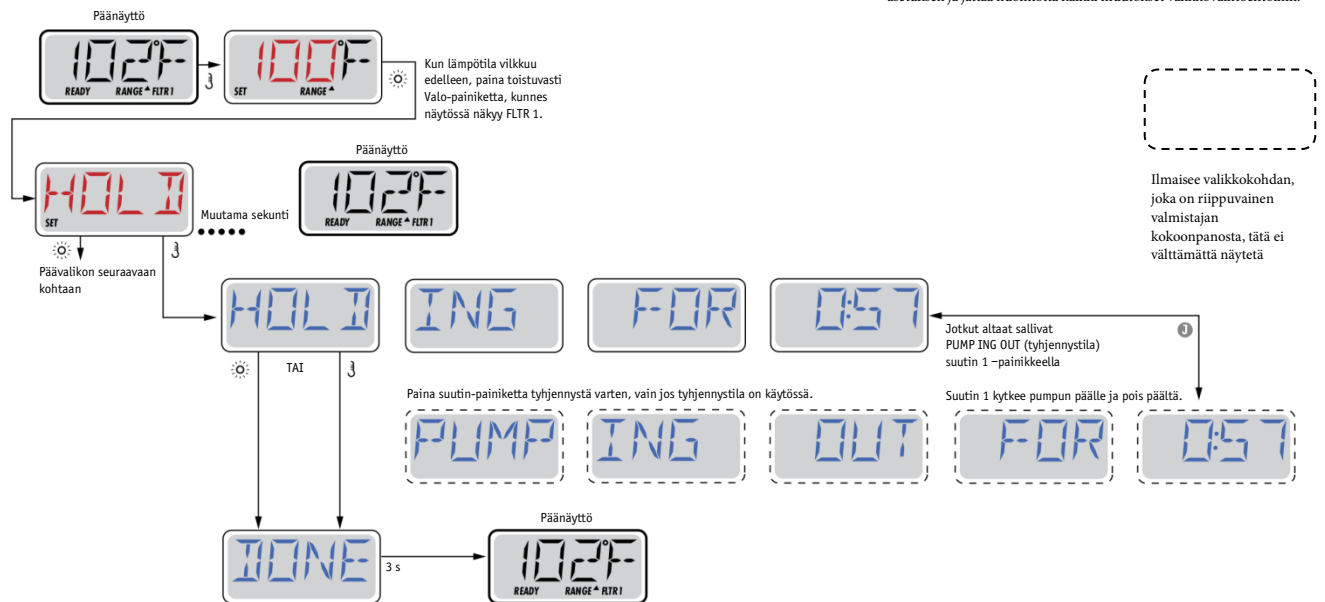 Päänäyttö
102°F
READY RANGE FLTR 1
100°F
SET RANGE
Kun lämpötila vilkkuu
edelleen, paina toistuvasti
Valo-painiketta, kunnes
näytössä näkyy FLTR 1.
HOLD
SET
Muutama sekunti
Päänäyttö
102°F
READY RANGE FLTR 1
Päävalikon seuraavaan
kohtaan
Ilmaisee valikkokohdan,
joka on riippuvainen
valmistajan
kokoonpanosta, tätä ei
välttämättä näytetä
HOLD ING FOR 0:57
Jotkut altaat sallivat
PUMP ING OUT (tyhjennystila)
suutin 1 –painikkeella
J
TAI
Paina suutin-painiketta tyhjennystä varten, vain jos tyhjennystila on käytössä.
Suutin 1 kytkee pumpun päälle ja pois päältä.
PUMP ING OUT FOR 0:57
DONE
3 s
Päänäyttö
102°F
READY RANGE FLTR 1